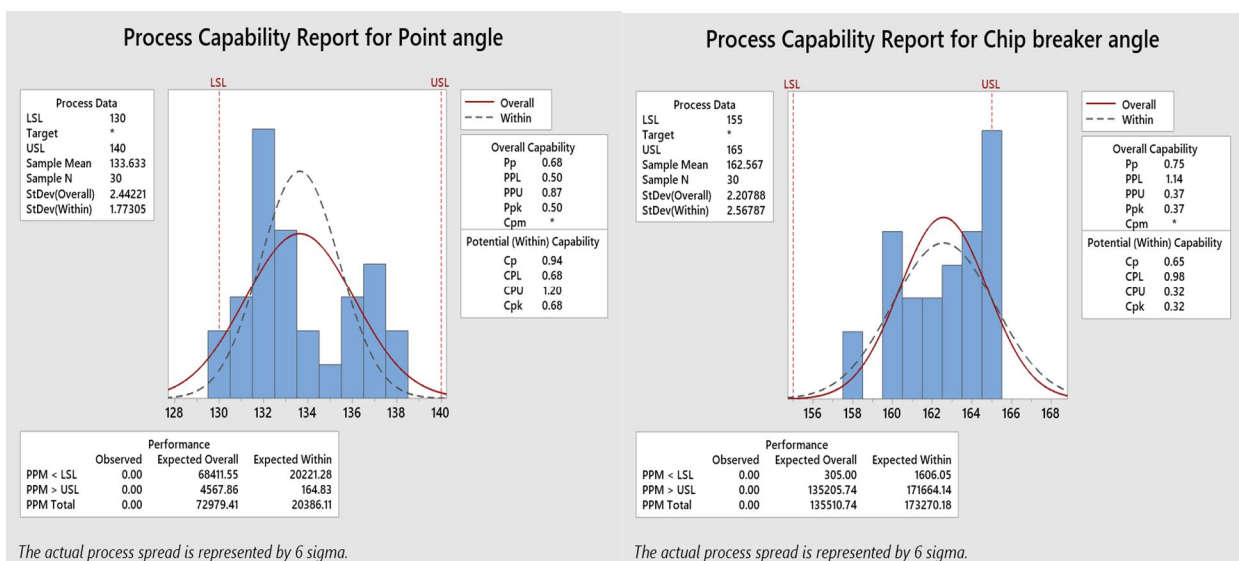 Process Capability Report for Point angle
LSL USL
Process Data
LSL 130
Target *
USL 140
Sample Mean 133.633
Sample N 30
StDev(Overall) 2.44221
StDev(Within) 1.77305
Overall
Within
Overall Capability
Pp 0.68
PPL 0.50
PPU 0.87
Ppk 0.50
Cpm *
Potential (Within) Capability
Cp 0.94
CPL 0.68
CPU 1.20
Cpk 0.68
128 130 132 134 136 138 140
Performance
Observed Expected Overall Expected Within
PPM < LSL 0.00 68411.55 20221.28
PPM > USL 0.00 4567.86 164.83
PPM Total 0.00 72979.41 20386.11
The actual process spread is represented by 6 sigma.
Process Capability Report for Chip breaker angle
LSL USL
Process Data
LSL 155
Target *
USL 165
Sample Mean 162.567
Sample N 30
StDev(Overall) 2.20788
StDev(Within) 2.56787
Overall
Within
Overall Capability
Pp 0.75
PPL 1.14
PPU 0.37
Ppk 0.37
Cpm *
Potential (Within) Capability
Cp 0.65
CPL 0.98
CPU 0.32
Cpk 0.32
156 158 160 162 164 166 168
Performance
Observed Expected Overall Expected Within
PPM < LSL 0.00 305.00 1606.05
PPM > USL 0.00 135205.74 171664.14
PPM Total 0.00 135510.74 173270.18
The actual process spread is represented by 6 sigma.